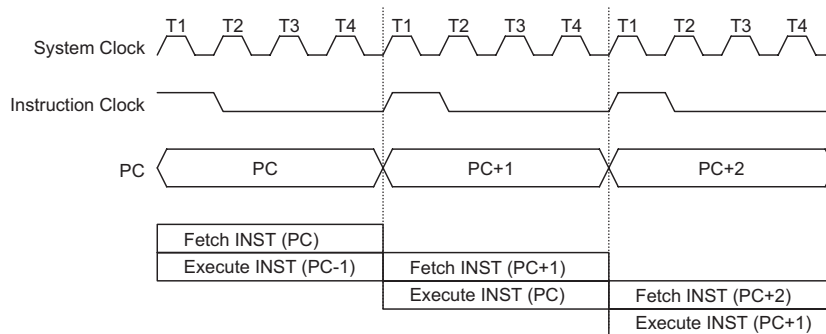 T1 T2 T3 T4 T1 T2 T3 T4 T1 T2 T3 T4
System Clock
Instruction Clock
PC PC PC+1 PC+2
Fetch INST (PC)
Execute INST (PC-1) Fetch INST (PC+1)
Execute INST (PC) Fetch INST (PC+2)
Execute INST (PC+1)